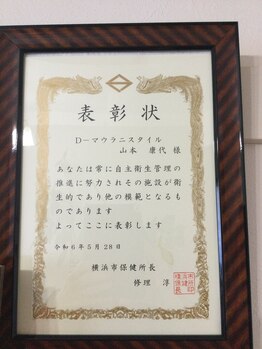 表彰状
D－マウラニスタイル
山本 康代 様
あなたは常に自主衛生管理の
推進に努力されその施設が衛
生的であり他の模範となるも
のであります
よってここに表彰します
令和6年5月28日
横浜市保健所長
修理 淳